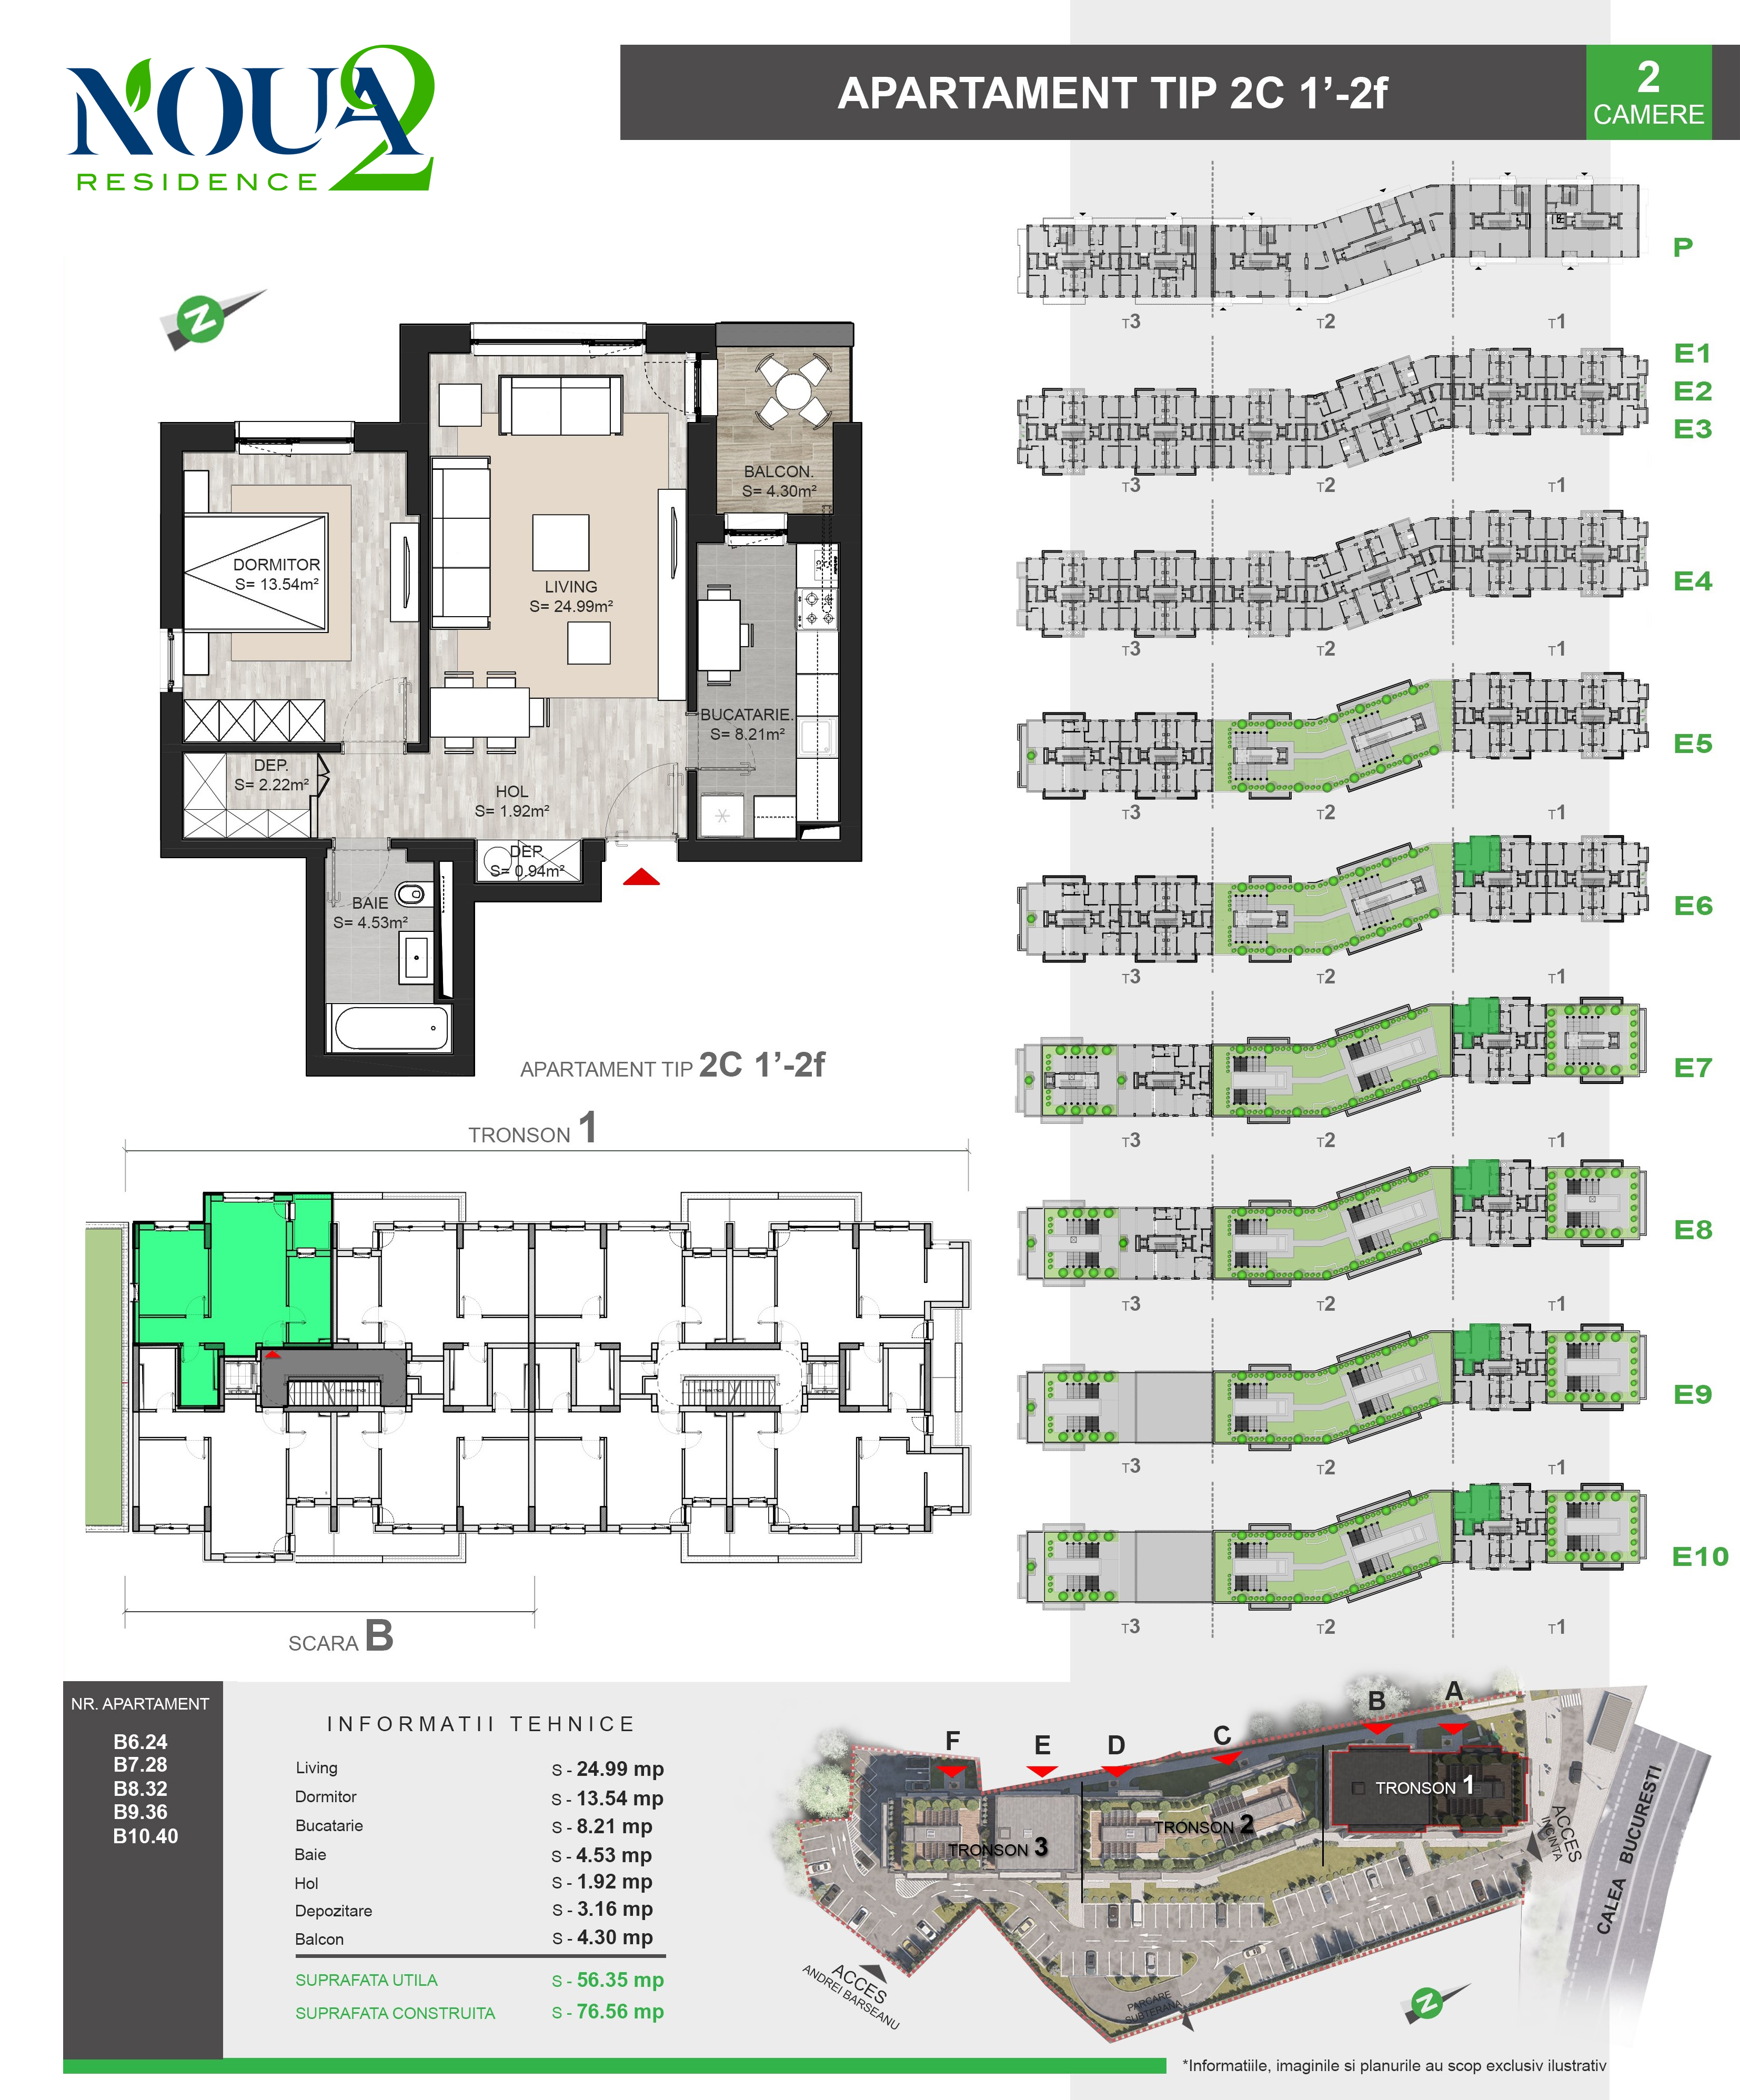 NOUA 2
RESIDENCE
APARTAMENT TIP 2C 1’-2f
2
CAMERE
P
T3
T2
T1
E1
E2
E3
T3
T2
T1
E4
T3
T2
T1
E5
T3
T2
T1
E6
T3
T2
T1
E7
T3
T2
T1
E8
T3
T2
T1
E9
T3
T2
T1
E10
T3
T2
T1
N
BALCON.
S= 4.30m²
DORMITOR
S= 13.54m²
LIVING
S= 24.99m²
BUCATARIE.
S= 8.21m²
DEP.
S= 2.22m²
HOL
S= 1.92m²
DEP.
S= 0.94m²
BAIE
S= 4.53m²
APARTAMENT TIP 2C 1’-2f
TRONSON 1
SCARA B
NR. APARTAMENT
B6.24
B7.28
B8.32
B9.36
B10.40
INFORMATII TEHNICE
Living S - 24.99 mp
Dormitor S - 13.54 mp
Bucatarie S - 8.21 mp
Baie S - 4.53 mp
Hol S - 1.92 mp
Depozitare S - 3.16 mp
Balcon S - 4.30 mp
SUPRAFATA UTILA S - 56.35 mp
SUPRAFATA CONSTRUITA S - 76.56 mp
F
E
D
C
B
A
TRONSON 1
TRONSON 2
TRONSON 3
ACCES
INCINTA
CALEA BUCURESTI
ACCES
ANDREI BARSEANU
PARCARE
SUBTERANA
N
*Informatiile, imaginile si planurile au scop exclusiv ilustrativ